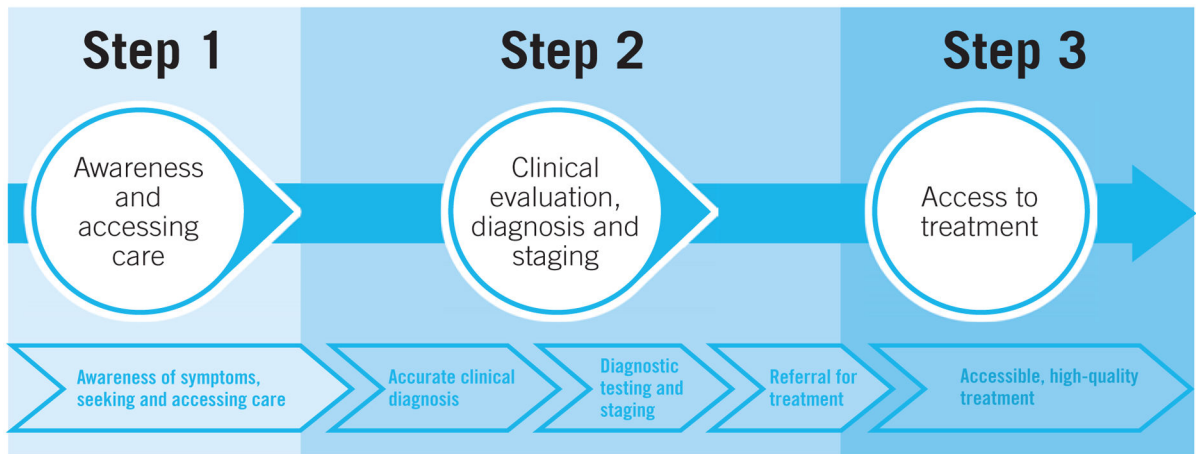 Step 1
Step 2
Step 3
Awareness
and
accessing
care
Clinical
evaluation,
diagnosis and
staging
Access to
treatment
Awareness of symptoms,
seeking and accessing care
Accurate clinical
diagnosis
Diagnostic
testing and
staging
Referral for
treatment
Accessible, high-quality
treatment